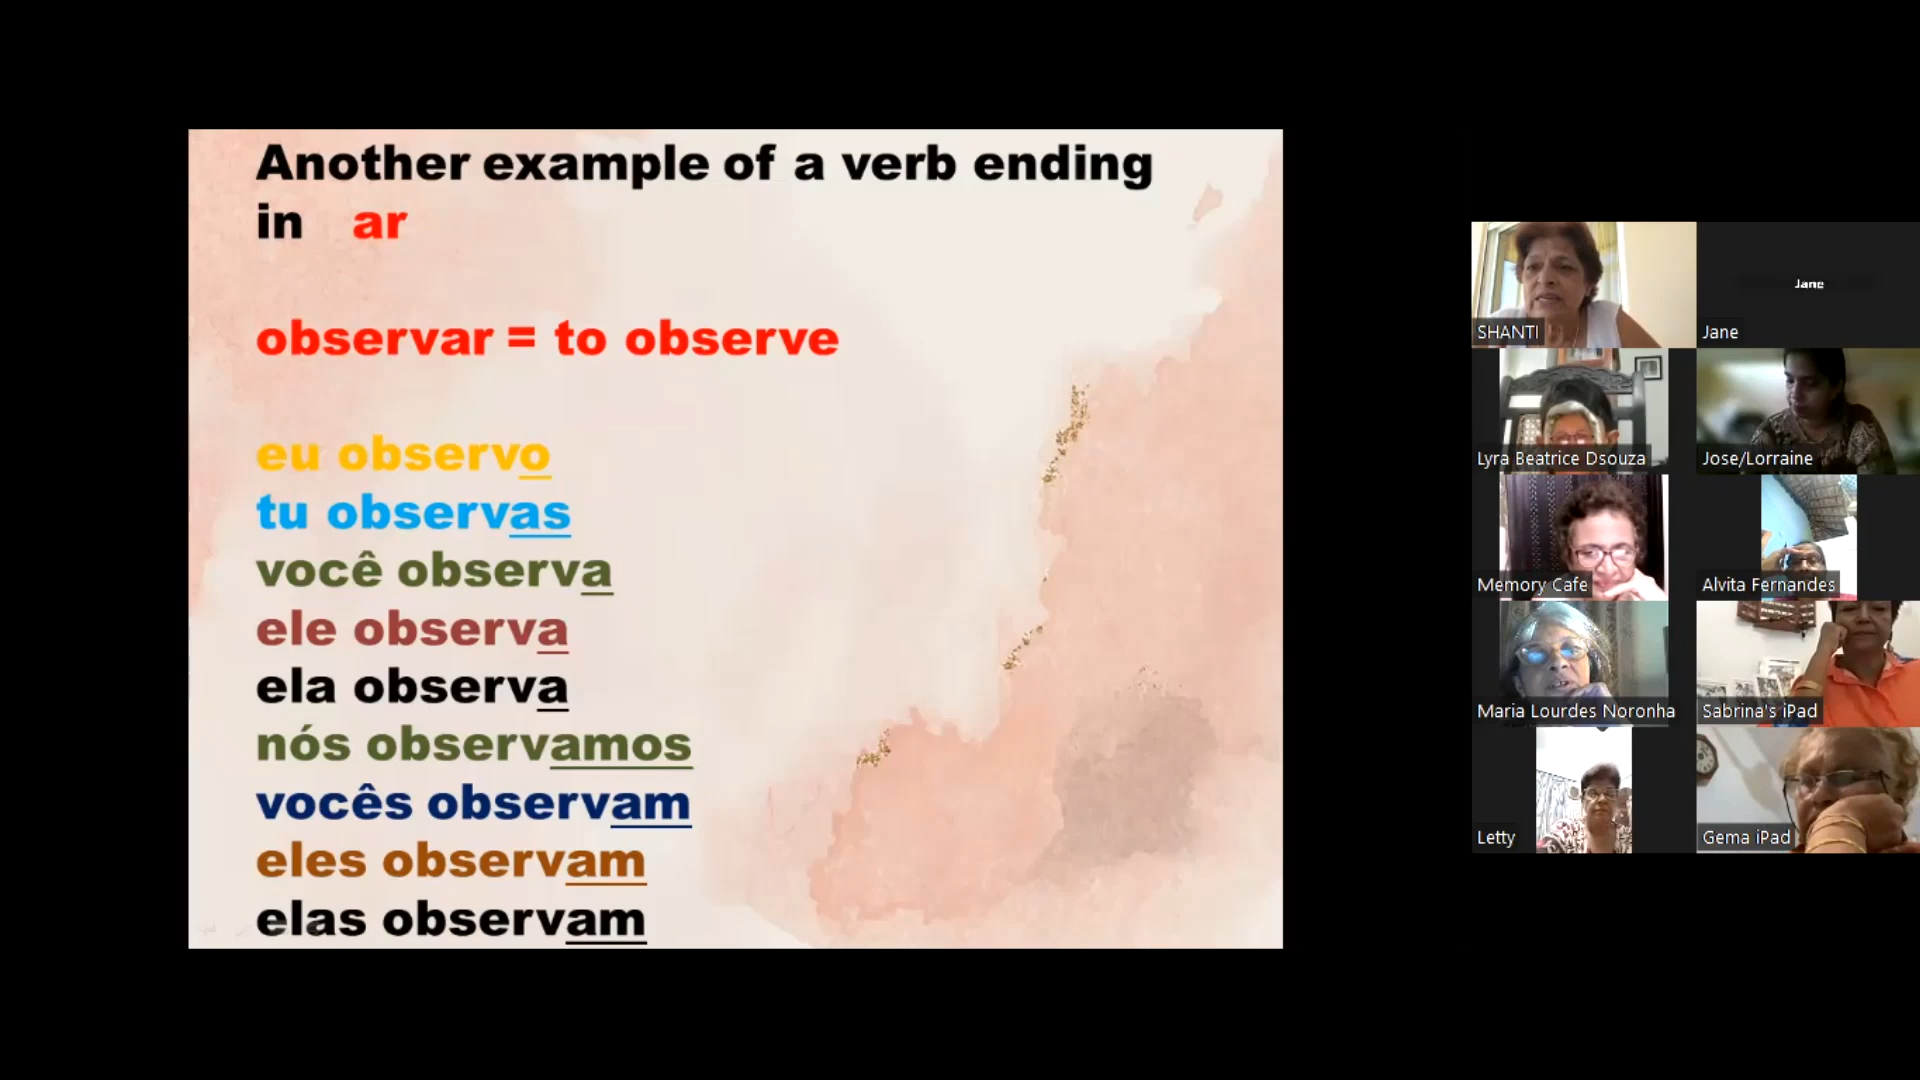 Another example of a verb ending
in ar
observar = to observe
eu observo
tu observas
você observa
ele observa
ela observa
nós observamos
vocês observam
eles observam
elas observam
SHANTI
Jane
Jane
Lyra Beatrice Dsouza
Jose/Lorraine
Memory Cafe
Alvita Fernandes
Maria Lourdes Noronha
Sabrina's iPad
Letty
Gema iPad